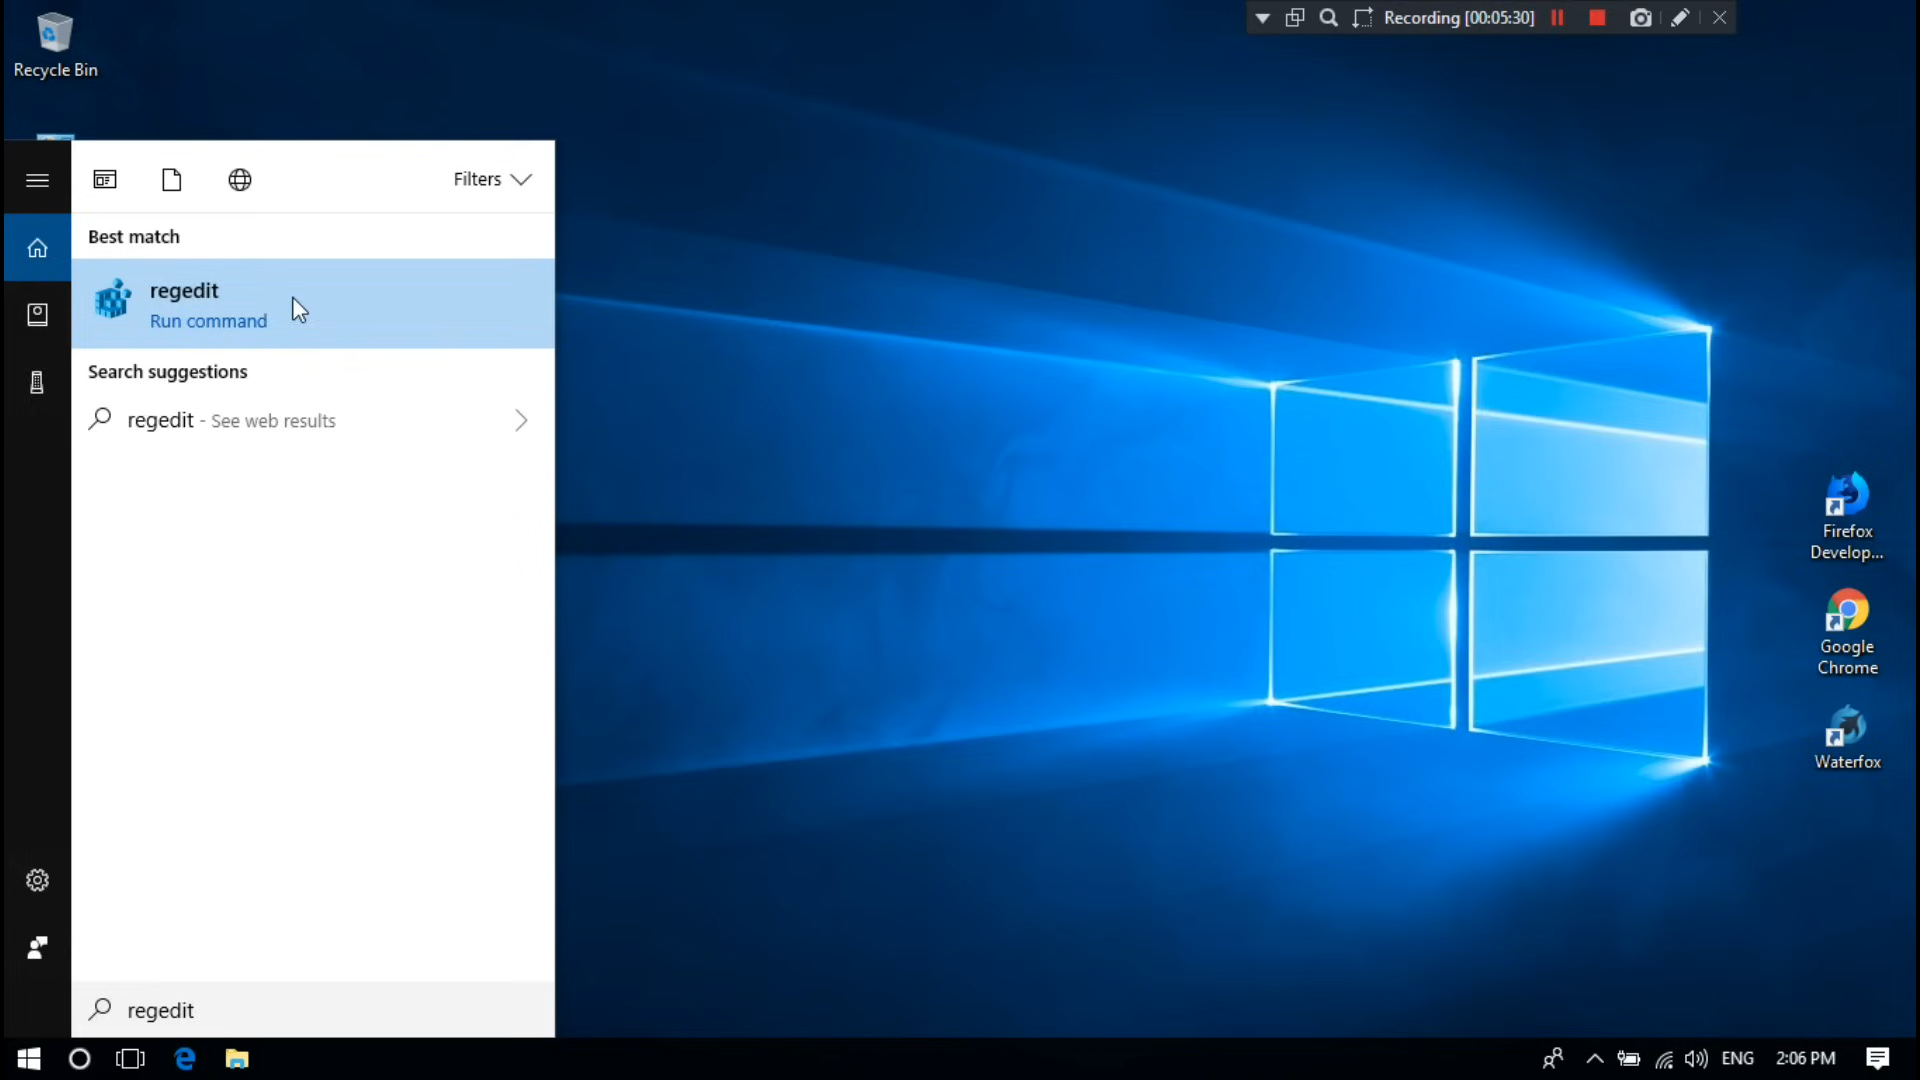 Recycle Bin
Recording [00:05:30]
Filters
Best match
regedit
Run command
Search suggestions
regedit - See web results
regedit
Firefox
Develop...
Google
Chrome
Waterfox
ENG
2:06 PM